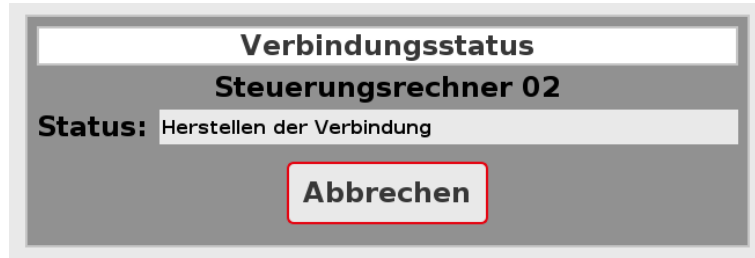 Verbindungsstatus
Steuerungsrechner 02
Status: Herstellen der Verbindung
Abbrechen